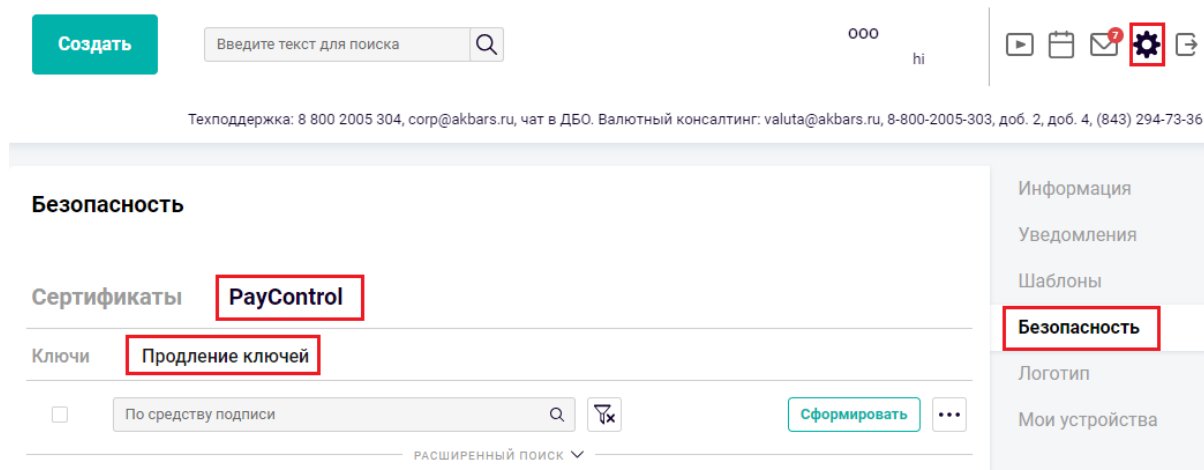 Создать
Введите текст для поиска
ООО
hi
7
Техподдержка: 8 800 2005 304, corp@akbars.ru, чат в ДБО. Валютный консалтинг: valuta@akbars.ru, 8-800-2005-303, доб. 2, доб. 4, (843) 294-73-36
Безопасность
Сертификаты PayControl
Ключи Продление ключей
По средству подписи
Сформировать
РАСШИРЕННЫЙ ПОИСК
Информация
Уведомления
Шаблоны
Безопасность
Логотип
Мои устройства